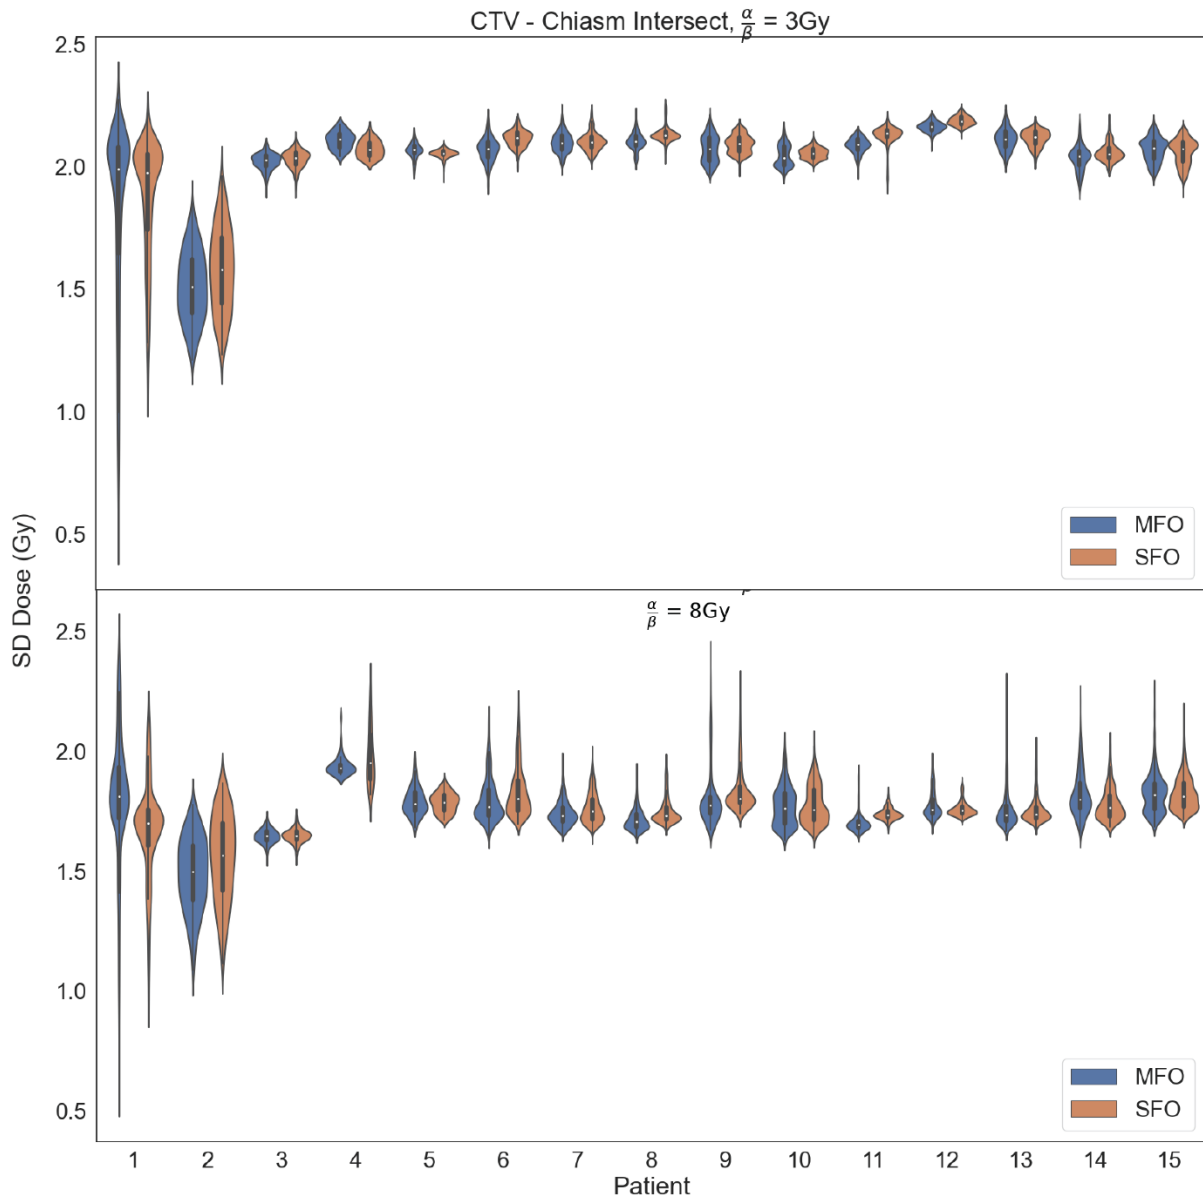 CTV - Chiasm Intersect, α/β = 3Gy
2.5
2.0
1.5
1.0
0.5
MFO
SFO
SD Dose (Gy)
α/β = 8Gy
2.5
2.0
1.5
1.0
0.5
MFO
SFO
1 2 3 4 5 6 7 8 9 10 11 12 13 14 15
Patient